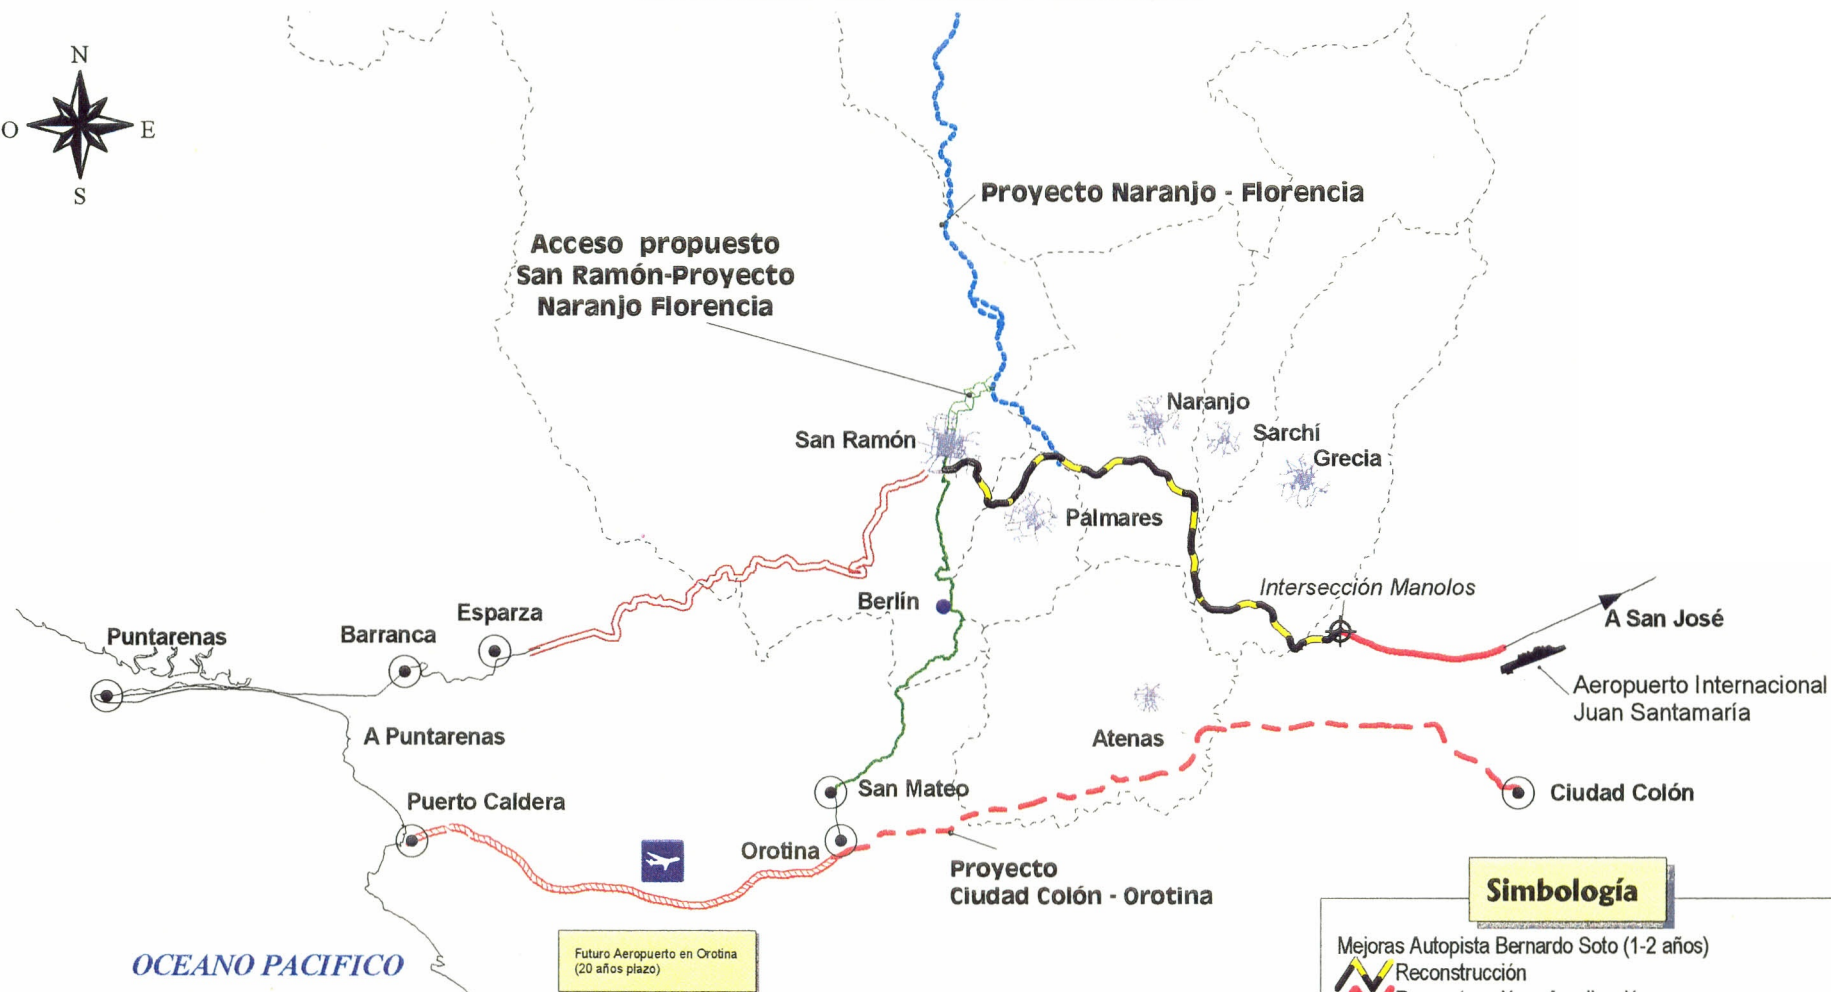 N
O
E
S
Proyecto Naranjo - Florencia
Acceso propuesto
San Ramón-Proyecto
Naranjo Florencia
Naranjo
San Ramón
Sarchí
Grecia
Palmares
Intersección Manolos
Berlín
Esparza
A San José
Puntarenas
Barranca
Aeropuerto Internacional
Juan Santamaría
A Puntarenas
Atenas
San Mateo
Ciudad Colón
Puerto Caldera
Orotina
Proyecto
Ciudad Colón - Orotina
Simbología
OCEANO PACIFICO
Futuro Aeropuerto en Orotina
(20 años plazo)
Mejoras Autopista Bernardo Soto (1-2 años)
Reconstrucción